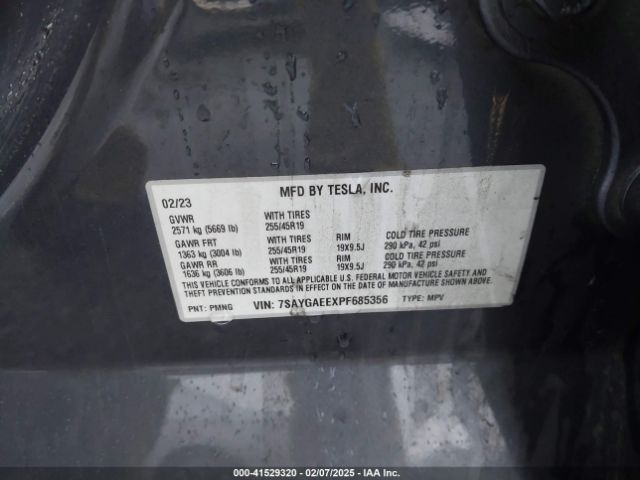 MFD BY TESLA, INC.
02/23
GVWR WITH TIRES
2571 kg (5669 lb) 255/45R19
GAWR FRT WITH TIRES RIM COLD TIRE PRESSURE
1363 kg (3004 lb) 255/45R19 19X9.5J 290 kPa, 42 psi
GAWR RR WITH TIRES RIM COLD TIRE PRESSURE
1636 kg (3606 lb) 255/45R19 19X9.5J 290 kPa, 42 psi
THIS VEHICLE CONFORMS TO ALL APPLICABLE U.S. FEDERAL MOTOR VEHICLE SAFETY AND
THEFT PREVENTION STANDARDS IN EFFECT ON THE DATE OF MANUFACTURE SHOWN ABOVE.
PNT: PMNG VIN: 7SAYGAEEXPF685356 TYPE: MPV
000-41529320 - 02/07/2025 - IAA Inc.